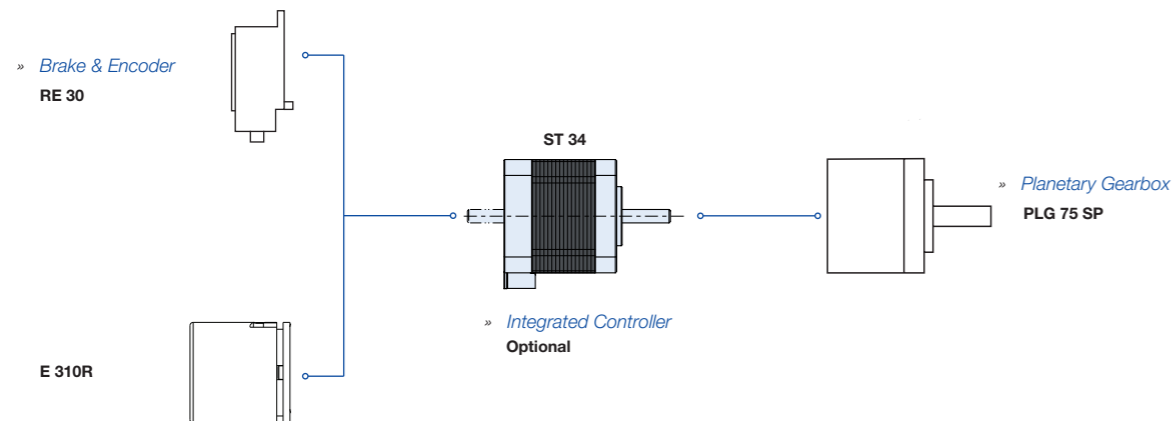 » Brake & Encoder
RE 30
ST 34
» Planetary Gearbox
PLG 75 SP
» Integrated Controller
Optional
E 310R